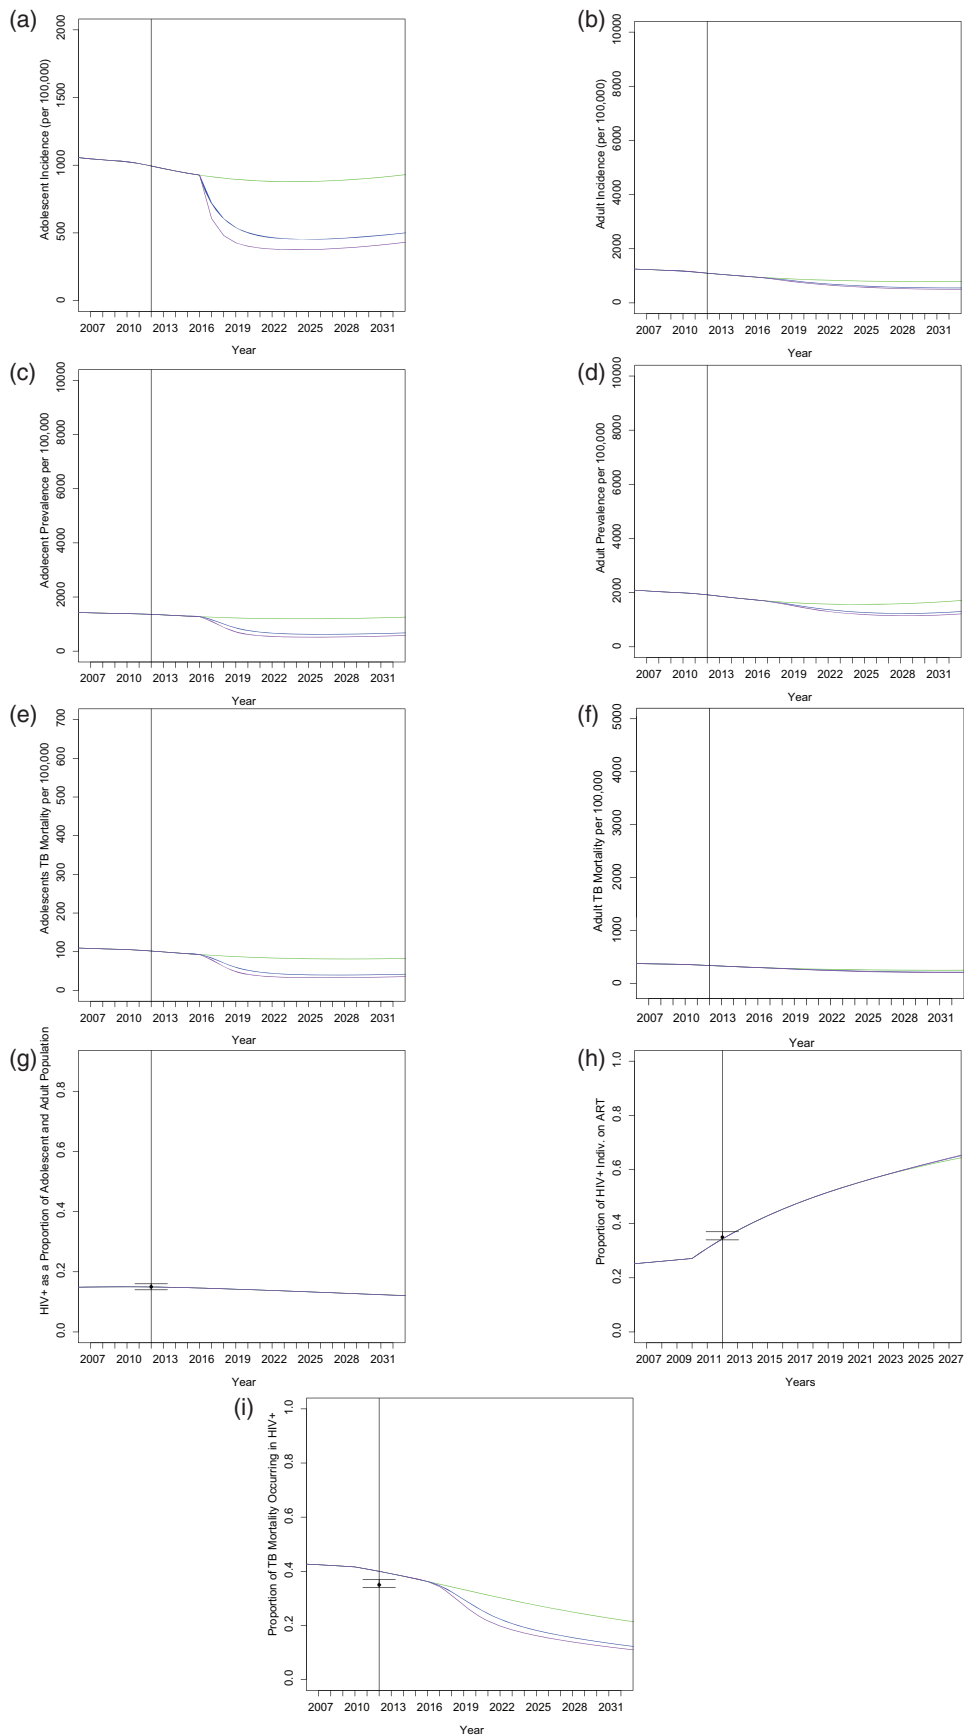 (a)
Adolescent Incidence (per 100,000)
2000
1500
1000
500
0
2007 2010 2013 2016 2019 2022 2025 2028 2031
Year
(b)
Adult Incidence (per 100,000)
10000
8000
6000
4000
2000
0
2007 2010 2013 2016 2019 2022 2025 2028 2031
Year
(c)
Adolecent Prevalence per 100,000
10000
8000
6000
4000
2000
0
2007 2010 2013 2016 2019 2022 2025 2028 2031
Year
(d)
Adult Prevalence per 100,000
10000
8000
6000
4000
2000
0
2007 2010 2013 2016 2019 2022 2025 2028 2031
Year
(e)
Adolescents TB Mortality per 100,000
700
600
500
400
300
200
100
0
2007 2010 2013 2016 2019 2022 2025 2028 2031
Year
(f)
Adult TB Mortality per 100,000
5000
4000
3000
2000
1000
0
2007 2010 2013 2016 2019 2022 2025 2028 2031
Year
(g)
HIV+ as a Proportion of Adolescent and Adult Population
0.8
0.6
0.4
0.2
0.0
2007 2010 2013 2016 2019 2022 2025 2028 2031
Year
(h)
Proportion of HIV+ Indiv. on ART
1.0
0.8
0.6
0.4
0.2
0.0
2007 2009 2011 2013 2015 2017 2019 2021 2023 2025 2027
Years
(i)
Proportion of TB Mortality Occurring in HIV+
1.0
0.8
0.6
0.4
0.2
0.0
2007 2010 2013 2016 2019 2022 2025 2028 2031
Year